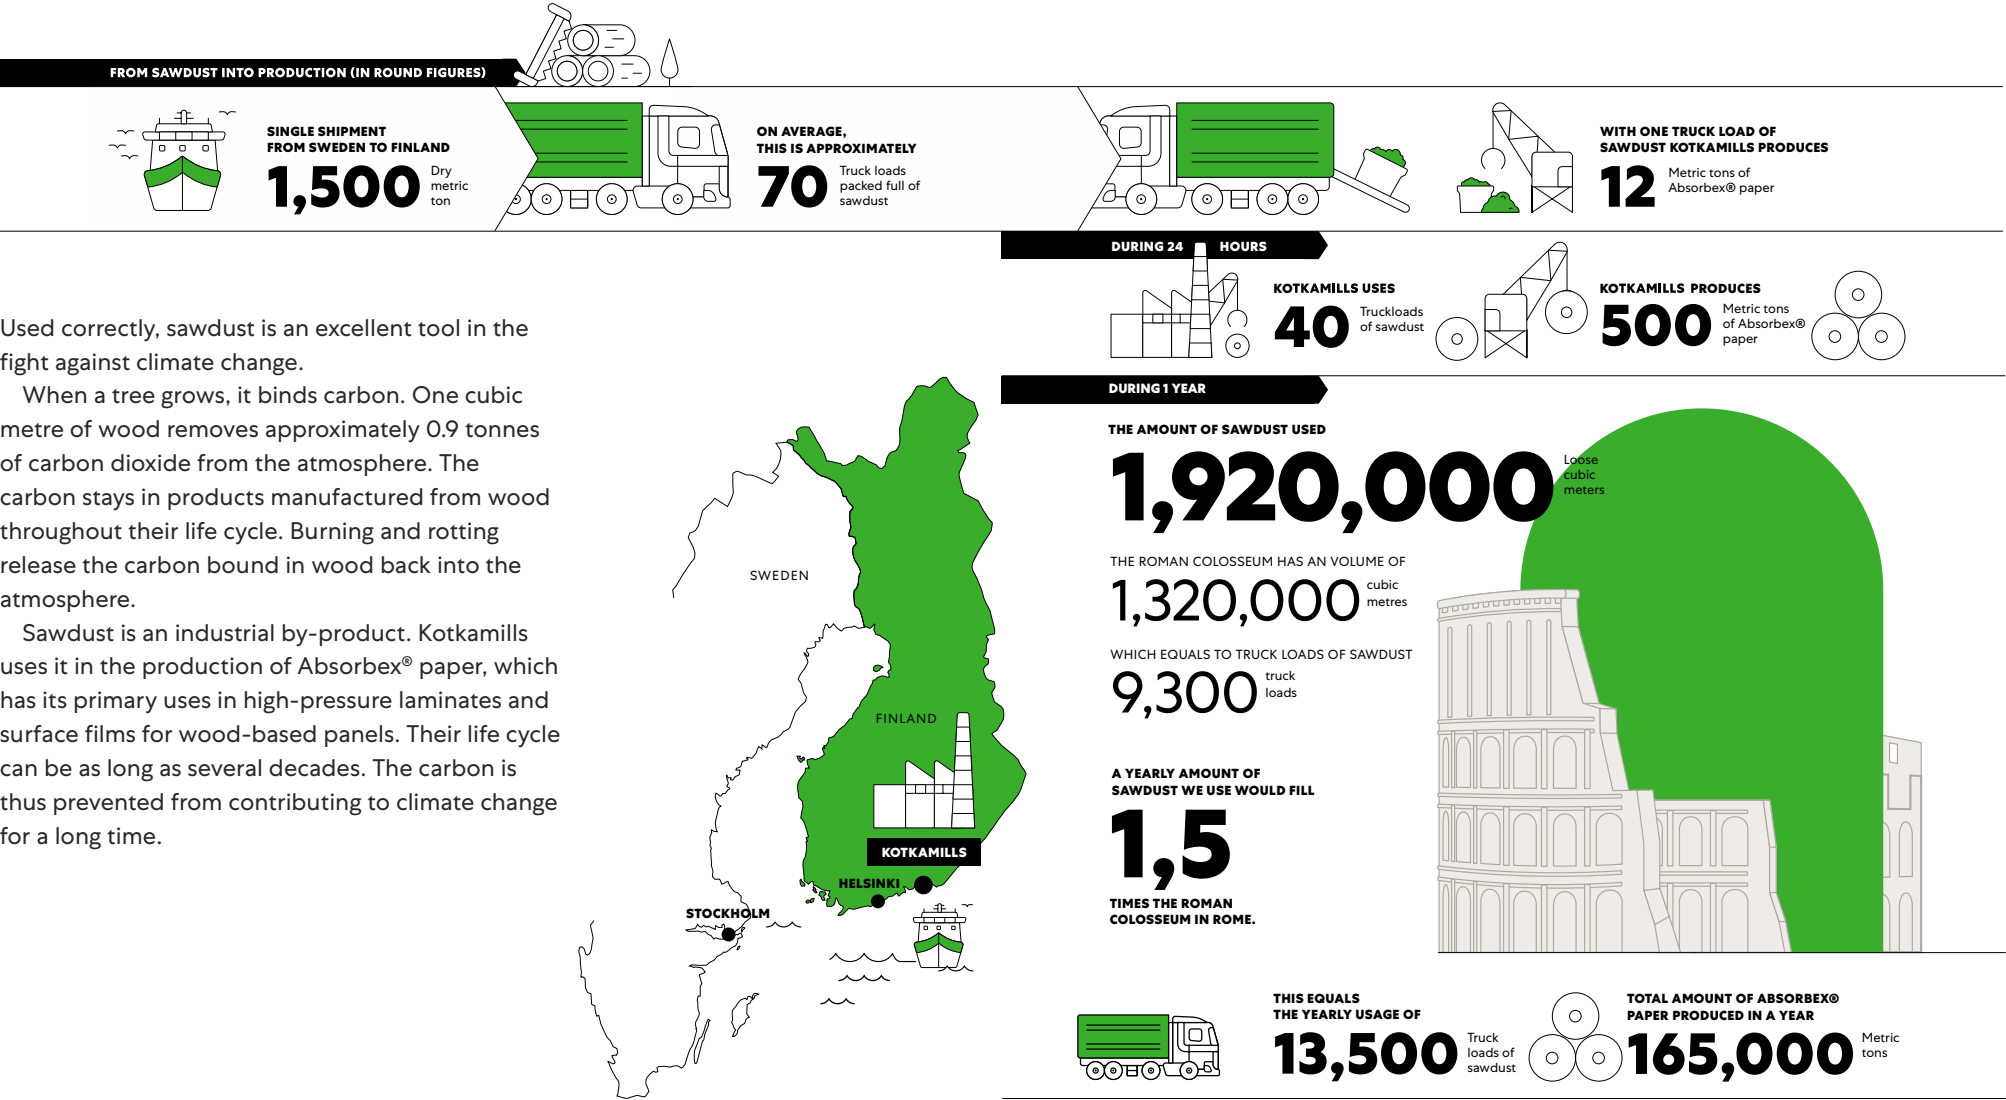 FROM SAWDUST INTO PRODUCTION (IN ROUND FIGURES)
SINGLE SHIPMENT
FROM SWEDEN TO FINLAND
1,500
Dry
metric
ton
ON AVERAGE,
THIS IS APPROXIMATELY
70
Truck loads
packed full of
sawdust
WITH ONE TRUCK LOAD OF
SAWDUST KOTKAMILLS PRODUCES
12
Metric tons of
Absorbex® paper
DURING 24 HOURS
KOTKAMILLS USES
40
Truckloads
of sawdust
KOTKAMILLS PRODUCES
500
Metric tons
of Absorbex®
paper
Used correctly, sawdust is an excellent tool in the
fight against climate change.
When a tree grows, it binds carbon. One cubic
metre of wood removes approximately 0.9 tonnes
of carbon dioxide from the atmosphere. The
carbon stays in products manufactured from wood
throughout their life cycle. Burning and rotting
release the carbon bound in wood back into the
atmosphere.
Sawdust is an industrial by-product. Kotkamills
uses it in the production of Absorbex® paper, which
has its primary uses in high-pressure laminates and
surface films for wood-based panels. Their life cycle
can be as long as several decades. The carbon is
thus prevented from contributing to climate change
for a long time.
SWEDEN
FINLAND
KOTKAMILLS
HELSINKI
STOCKHOLM
DURING 1 YEAR
THE AMOUNT OF SAWDUST USED
1,920,000
Loose
cubic
meters
THE ROMAN COLOSSEUM HAS AN VOLUME OF
1,320,000
cubic
metres
WHICH EQUALS TO TRUCK LOADS OF SAWDUST
9,300
truck
loads
A YEARLY AMOUNT OF
SAWDUST WE USE WOULD FILL
1,5
TIMES THE ROMAN
COLOSSEUM IN ROME.
THIS EQUALS
THE YEARLY USAGE OF
13,500
Truck
loads of
sawdust
TOTAL AMOUNT OF ABSORBEX®
PAPER PRODUCED IN A YEAR
165,000
Metric
tons